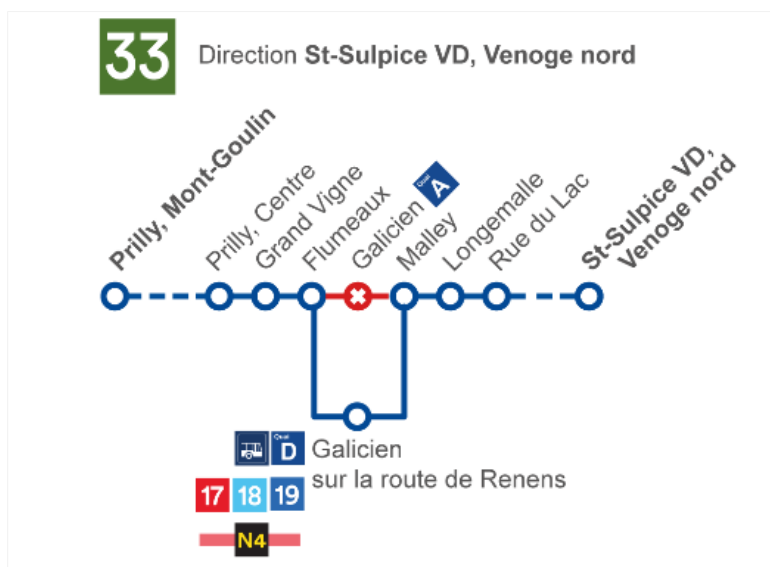 33 Direction St-Sulpice VD, Venoge nord
Prilly, Mont-Goulin
Prilly, Centre
Grand Vigne
Flumeaux
Galicien
Quai A
Malley
Longemalle
Rue du Lac
St-Sulpice VD,
Venoge nord
Quai D
Galicien
sur la route de Renens
17 18 19
N4